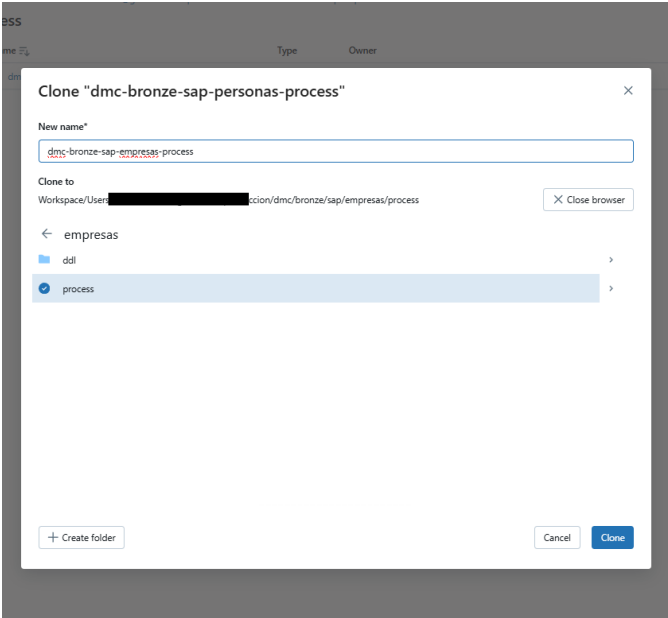 ess
me
Type
Owner
dm
Clone "dmc-bronze-sap-personas-process"
New name*
dmc-bronze-sap-empresas-process
Clone to
Workspace/Users ccion/dmc/bronze/sap/empresas/process
Close browser
empresas
ddl
process
Create folder
Cancel
Clone